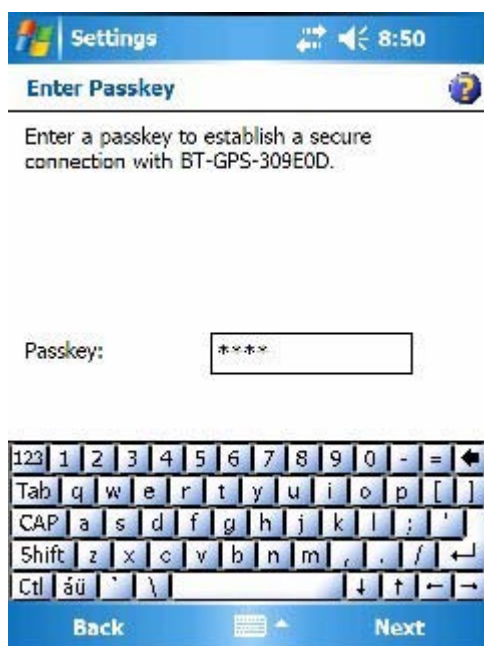 Settings 8:50
Enter Passkey
Enter a passkey to establish a secure
connection with BT-GPS-309E0D.
Passkey: ****
123 1 2 3 4 5 6 7 8 9 0 - =
Tab q w e r t y u i o p [ ]
CAP a s d f g h j k l ; '
Shift z x c v b n m , . /
Ctl áü ` \
Back Next